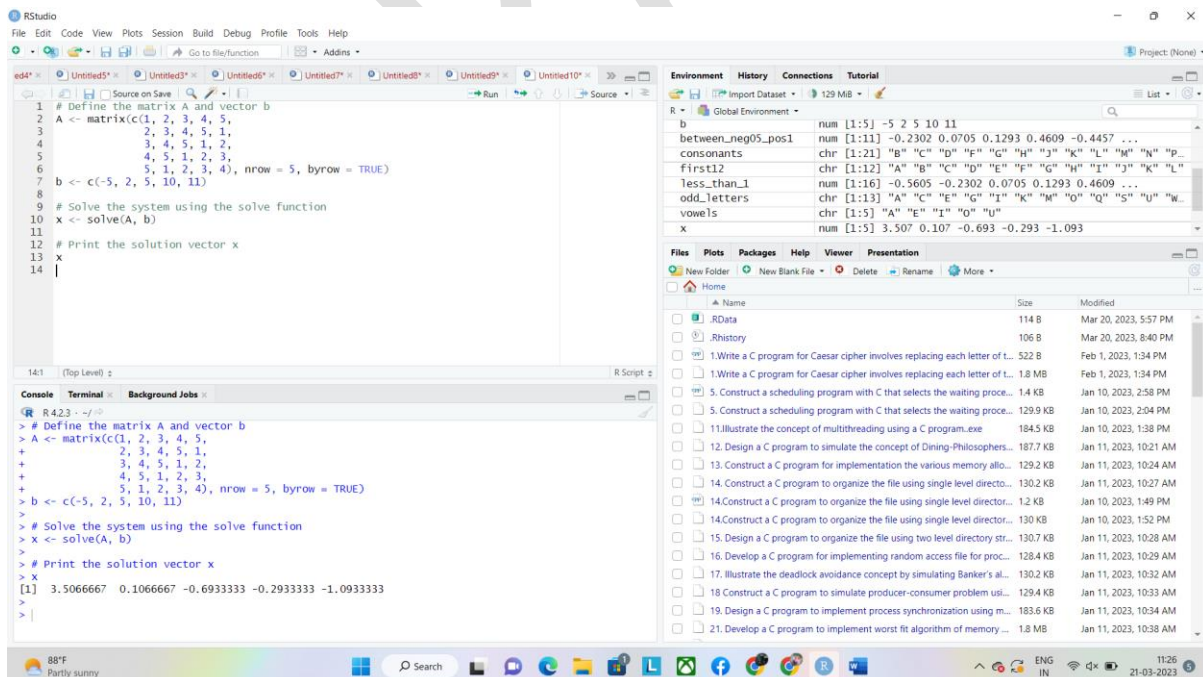 RStudio
File Edit Code View Plots Session Build Debug Profile Tools Help
Go to file/function Addins
Project: (None)
ed4* Untitled5* Untitled3* Untitled6* Untitled7* Untitled8* Untitled9* Untitled10*
Source on Save Run Source
1 # Define the matrix A and vector b
2 A <- matrix(c(1, 2, 3, 4, 5,
3 2, 3, 4, 5, 1,
4 3, 4, 5, 1, 2,
5 4, 5, 1, 2, 3,
6 5, 1, 2, 3, 4), nrow = 5, byrow = TRUE)
7 b <- c(-5, 2, 5, 10, 11)
8
9 # Solve the system using the solve function
10 x <- solve(A, b)
11
12 # Print the solution vector x
13 x
14
14:1 (Top Level) R Script
Console Terminal Background Jobs
R 4.2.3 · ~/
> # Define the matrix A and vector b
> A <- matrix(c(1, 2, 3, 4, 5,
+ 2, 3, 4, 5, 1,
+ 3, 4, 5, 1, 2,
+ 4, 5, 1, 2, 3,
+ 5, 1, 2, 3, 4), nrow = 5, byrow = TRUE)
> b <- c(-5, 2, 5, 10, 11)
>
> # Solve the system using the solve function
> x <- solve(A, b)
>
> # Print the solution vector x
> x
[1] 3.5066667 0.1066667 -0.6933333 -0.2933333 -1.0933333
>
>
Environment History Connections Tutorial
Import Dataset 129 MiB List
R Global Environment
b num [1:5] -5 2 5 10 11
between_neg05_pos1 num [1:11] -0.2302 0.0705 0.1293 0.4609 -0.4457 ...
consonants chr [1:21] "B" "C" "D" "F" "G" "H" "J" "K" "L" "M" "N" "P...
first12 chr [1:12] "A" "B" "C" "D" "E" "F" "G" "H" "I" "J" "K" "L"
less_than_1 num [1:16] -0.5605 -0.2302 0.0705 0.1293 0.4609 ...
odd_letters chr [1:13] "A" "C" "E" "G" "I" "K" "M" "O" "Q" "S" "U" "W...
vowels chr [1:5] "A" "E" "I" "O" "U"
x num [1:5] 3.507 0.107 -0.693 -0.293 -1.093
Files Plots Packages Help Viewer Presentation
New Folder New Blank File Delete Rename More
Home
Name Size Modified
.RData 114 B Mar 20, 2023, 5:57 PM
.Rhistory 106 B Mar 20, 2023, 8:40 PM
1.Write a C program for Caesar cipher involves replacing each letter of t... 522 B Feb 1, 2023, 1:34 PM
1.Write a C program for Caesar cipher involves replacing each letter of t... 1.8 MB Feb 1, 2023, 1:34 PM
5. Construct a scheduling program with C that selects the waiting proce... 1.4 KB Jan 10, 2023, 2:58 PM
5. Construct a scheduling program with C that selects the waiting proce... 129.9 KB Jan 10, 2023, 2:04 PM
11.Illustrate the concept of multithreading using a C program..exe 184.5 KB Jan 10, 2023, 1:38 PM
12. Design a C program to simulate the concept of Dining-Philosophers... 187.7 KB Jan 11, 2023, 10:21 AM
13. Construct a C program for implementation the various memory allo... 129.2 KB Jan 11, 2023, 10:24 AM
14. Construct a C program to organize the file using single level directo... 130.2 KB Jan 11, 2023, 10:27 AM
14.Construct a C program to organize the file using single level director... 1.2 KB Jan 10, 2023, 1:49 PM
14.Construct a C program to organize the file using single level director... 130 KB Jan 10, 2023, 1:52 PM
15. Design a C program to organize the file using two level directory str... 130.7 KB Jan 11, 2023, 10:28 AM
16. Develop a C program for implementing random access file for proc... 128.4 KB Jan 11, 2023, 10:29 AM
17. Illustrate the deadlock avoidance concept by simulating Banker's al... 130.2 KB Jan 11, 2023, 10:32 AM
18 Construct a C program to simulate producer-consumer problem usi... 129.4 KB Jan 11, 2023, 10:33 AM
19. Design a C program to implement process synchronization using m... 183.6 KB Jan 11, 2023, 10:34 AM
21. Develop a C program to implement worst fit algorithm of memory ... 1.8 MB Jan 11, 2023, 10:38 AM
88°F
Partly sunny
Search
ENG
IN
11:26
21-03-2023
5